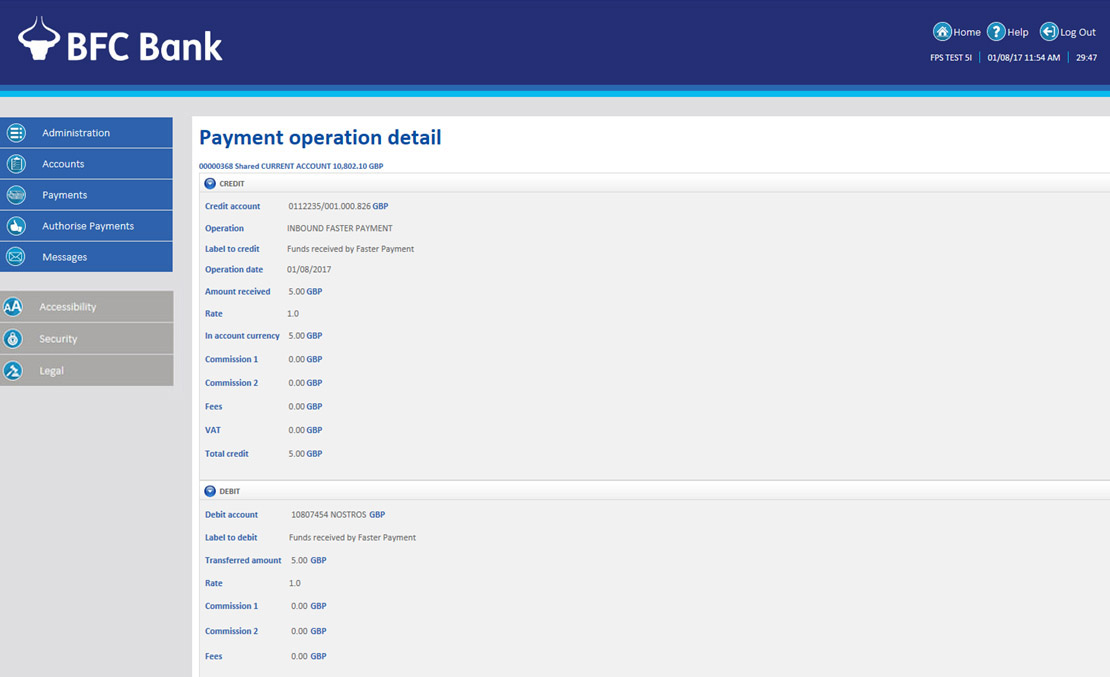 BFC Bank
Home Help Log Out
FPS TEST 5I 01/08/17 11:54 AM 29:47
Administration
Accounts
Payments
Authorise Payments
Messages
AA Accessibility
Security
Legal
Payment operation detail
00000368 Shared CURRENT ACCOUNT 10,802.10 GBP
CREDIT
Credit account 0112235/001.000.826 GBP
Operation INBOUND FASTER PAYMENT
Label to credit Funds received by Faster Payment
Operation date 01/08/2017
Amount received 5.00 GBP
Rate 1.0
In account currency 5.00 GBP
Commission 1 0.00 GBP
Commission 2 0.00 GBP
Fees 0.00 GBP
VAT 0.00 GBP
Total credit 5.00 GBP
DEBIT
Debit account 10807454 NOSTROS GBP
Label to debit Funds received by Faster Payment
Transferred amount 5.00 GBP
Rate 1.0
Commission 1 0.00 GBP
Commission 2 0.00 GBP
Fees 0.00 GBP